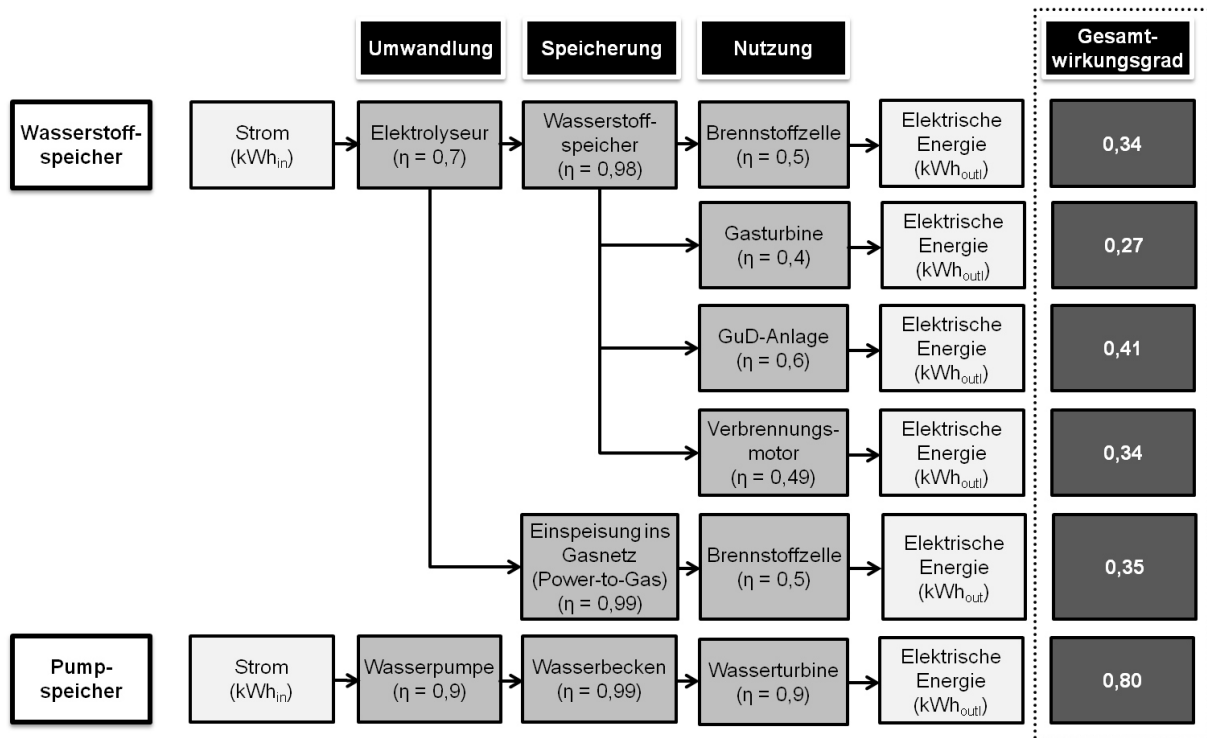 Umwandlung
Speicherung
Nutzung
Gesamt-
wirkungsgrad
Wasserstoff-
speicher
Strom
(kWhin)
Elektrolyseur
(η = 0,7)
Wasserstoff-
speicher
(η = 0,98)
Brennstoffzelle
(η = 0,5)
Elektrische
Energie
(kWhoutl)
0,34
Gasturbine
(η = 0,4)
Elektrische
Energie
(kWhoutl)
0,27
GuD-Anlage
(η = 0,6)
Elektrische
Energie
(kWhoutl)
0,41
Verbrennungs-
motor
(η = 0,49)
Elektrische
Energie
(kWhoutl)
0,34
Einspeisung ins
Gasnetz
(Power-to-Gas)
(η = 0,99)
Brennstoffzelle
(η = 0,5)
Elektrische
Energie
(kWhout)
0,35
Pump-
speicher
Strom
(kWhin)
Wasserpumpe
(η = 0,9)
Wasserbecken
(η = 0,99)
Wasserturbine
(η = 0,9)
Elektrische
Energie
(kWhoutl)
0,80